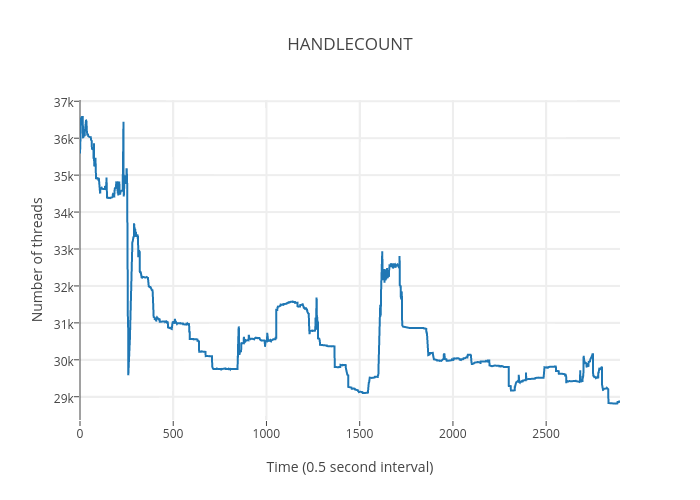 HANDLECOUNT
37k
36k
35k
34k
33k
32k
31k
30k
29k
Number of threads
0 500 1000 1500 2000 2500
Time (0.5 second interval)